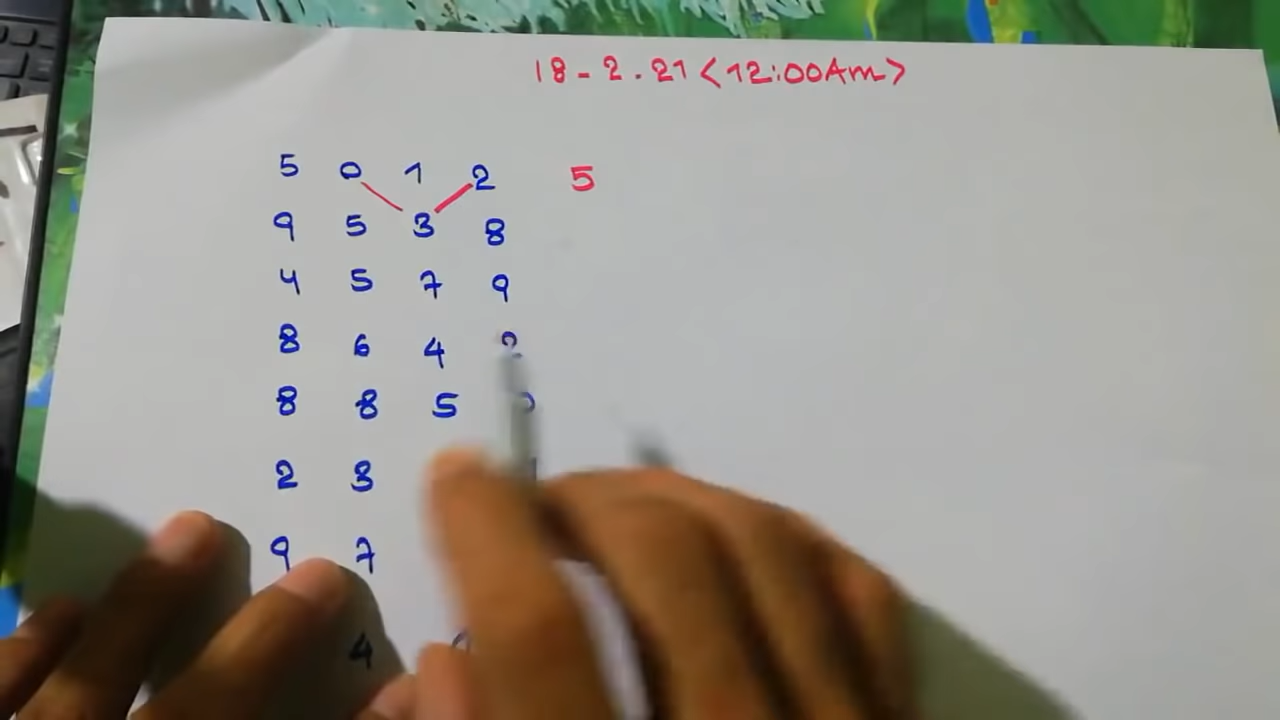 18-2.21<12:00Am>
5 0 1 2 5
9 5 3 8
4 5 7 9
8 6 4
8 8 5
2 3
9 7
4